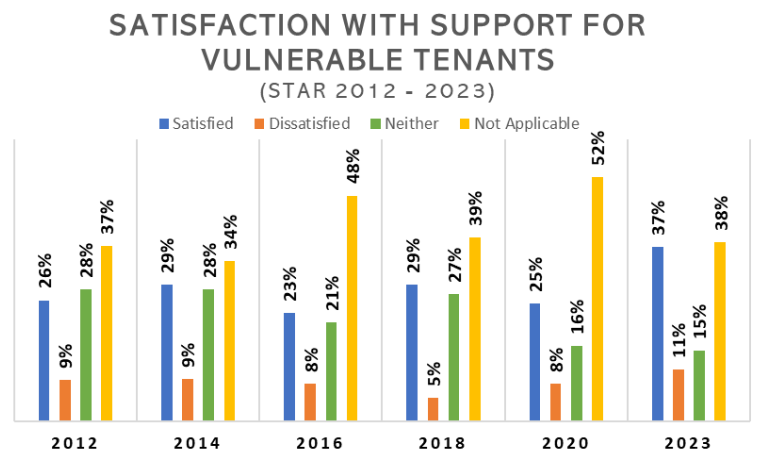 SATISFACTION WITH SUPPORT FOR
VULNERABLE TENANTS
(STAR 2012 - 2023)
Satisfied Dissatisfied Neither Not Applicable
26% 9% 28% 37%
29% 9% 28% 34%
23% 8% 21% 48%
29% 5% 27% 39%
25% 8% 16% 52%
37% 11% 15% 38%
2012 2014 2016 2018 2020 2023